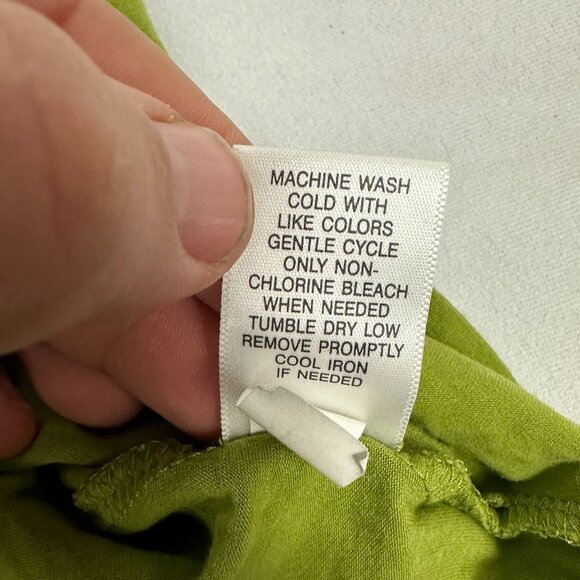 MACHINE WASH
COLD WITH
LIKE COLORS
GENTLE CYCLE
ONLY NON-
CHLORINE BLEACH
WHEN NEEDED
TUMBLE DRY LOW
REMOVE PROMPTLY
COOL IRON
IF NEEDED